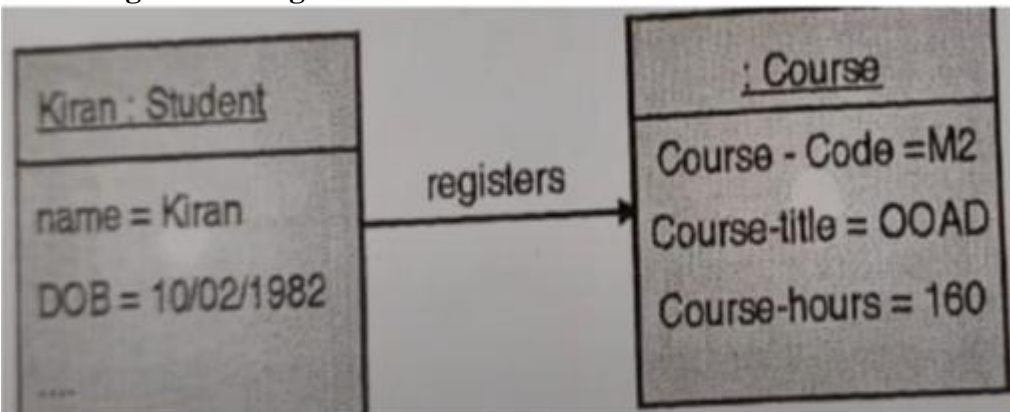 Kiran : Student
name = Kiran
DOB = 10/02/1982
....
registers
: Course
Course - Code =M2
Course-title = OOAD
Course-hours = 160